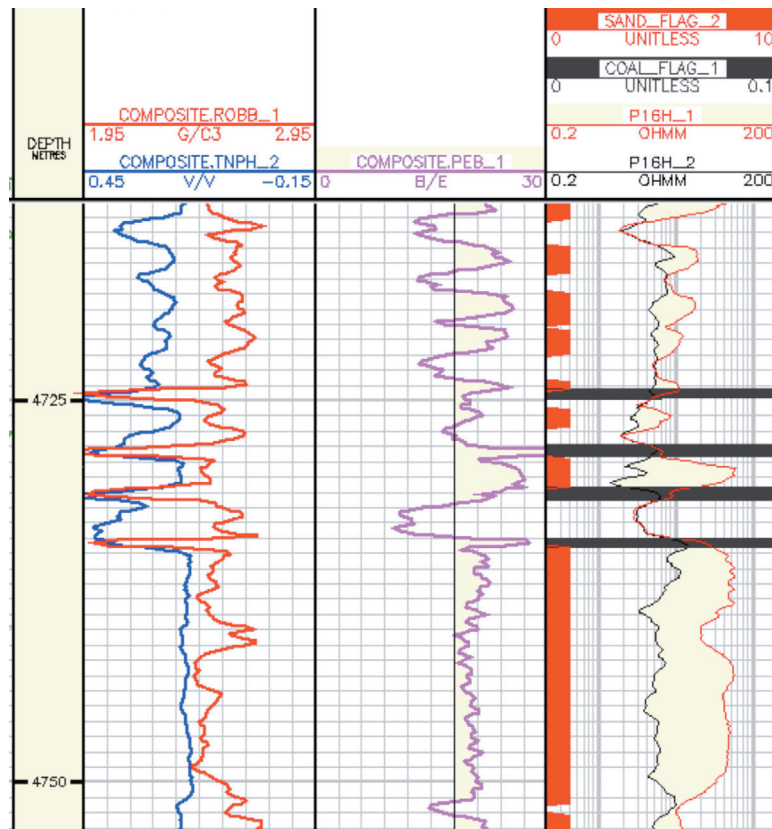 DEPTH
METRES
COMPOSITE.ROBB_1
1.95 G/C3 2.95
COMPOSITE.TNPH_2
0.45 V/V -0.15
COMPOSITE.PEB_1
0 B/E 30
SAND_FLAG_2
0 UNITLESS 10
COAL_FLAG_1
0 UNITLESS 0.1
P16H_1
0.2 OHMM 200
P16H_2
0.2 OHMM 200
4725
4750